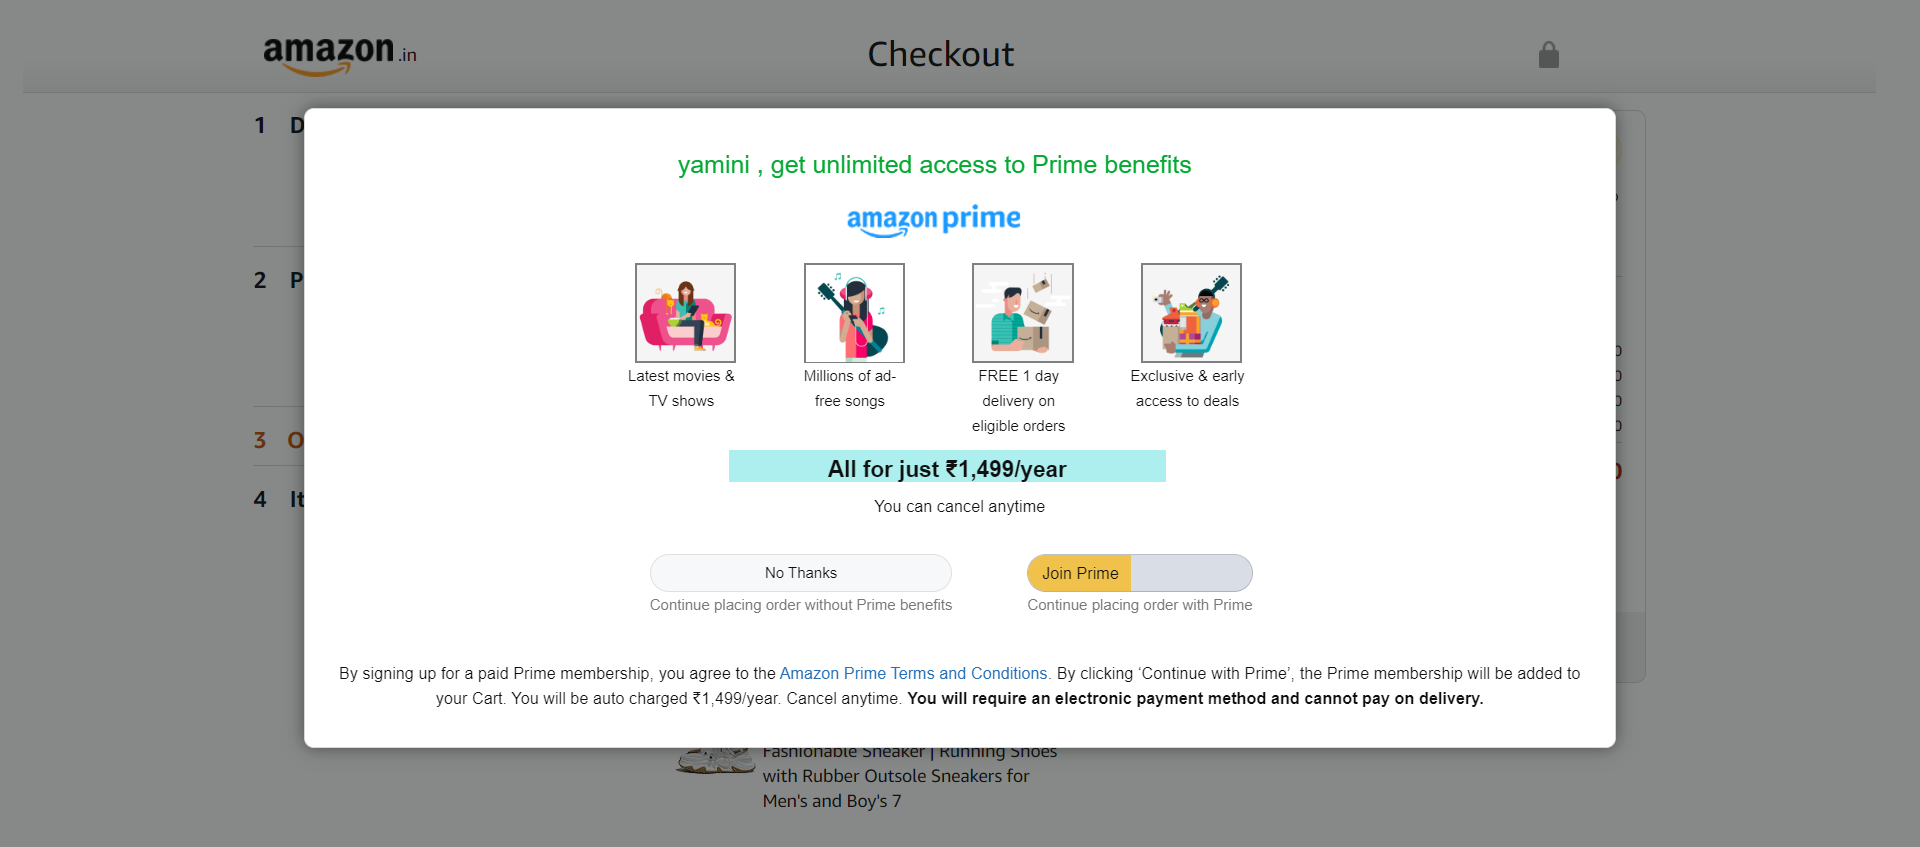 amazon.in
Checkout
1 D
yamini , get unlimited access to Prime benefits
amazon prime
2 P
Latest movies &
TV shows
Millions of ad-
free songs
FREE 1 day
delivery on
eligible orders
Exclusive & early
access to deals
3 O
All for just ₹1,499/year
4 It
You can cancel anytime
No Thanks
Continue placing order without Prime benefits
Join Prime
Continue placing order with Prime
By signing up for a paid Prime membership, you agree to the Amazon Prime Terms and Conditions. By clicking ‘Continue with Prime’, the Prime membership will be added to
your Cart. You will be auto charged ₹1,499/year. Cancel anytime. You will require an electronic payment method and cannot pay on delivery.
Fashionable Sneaker | Running Shoes
with Rubber Outsole Sneakers for
Men's and Boy's 7